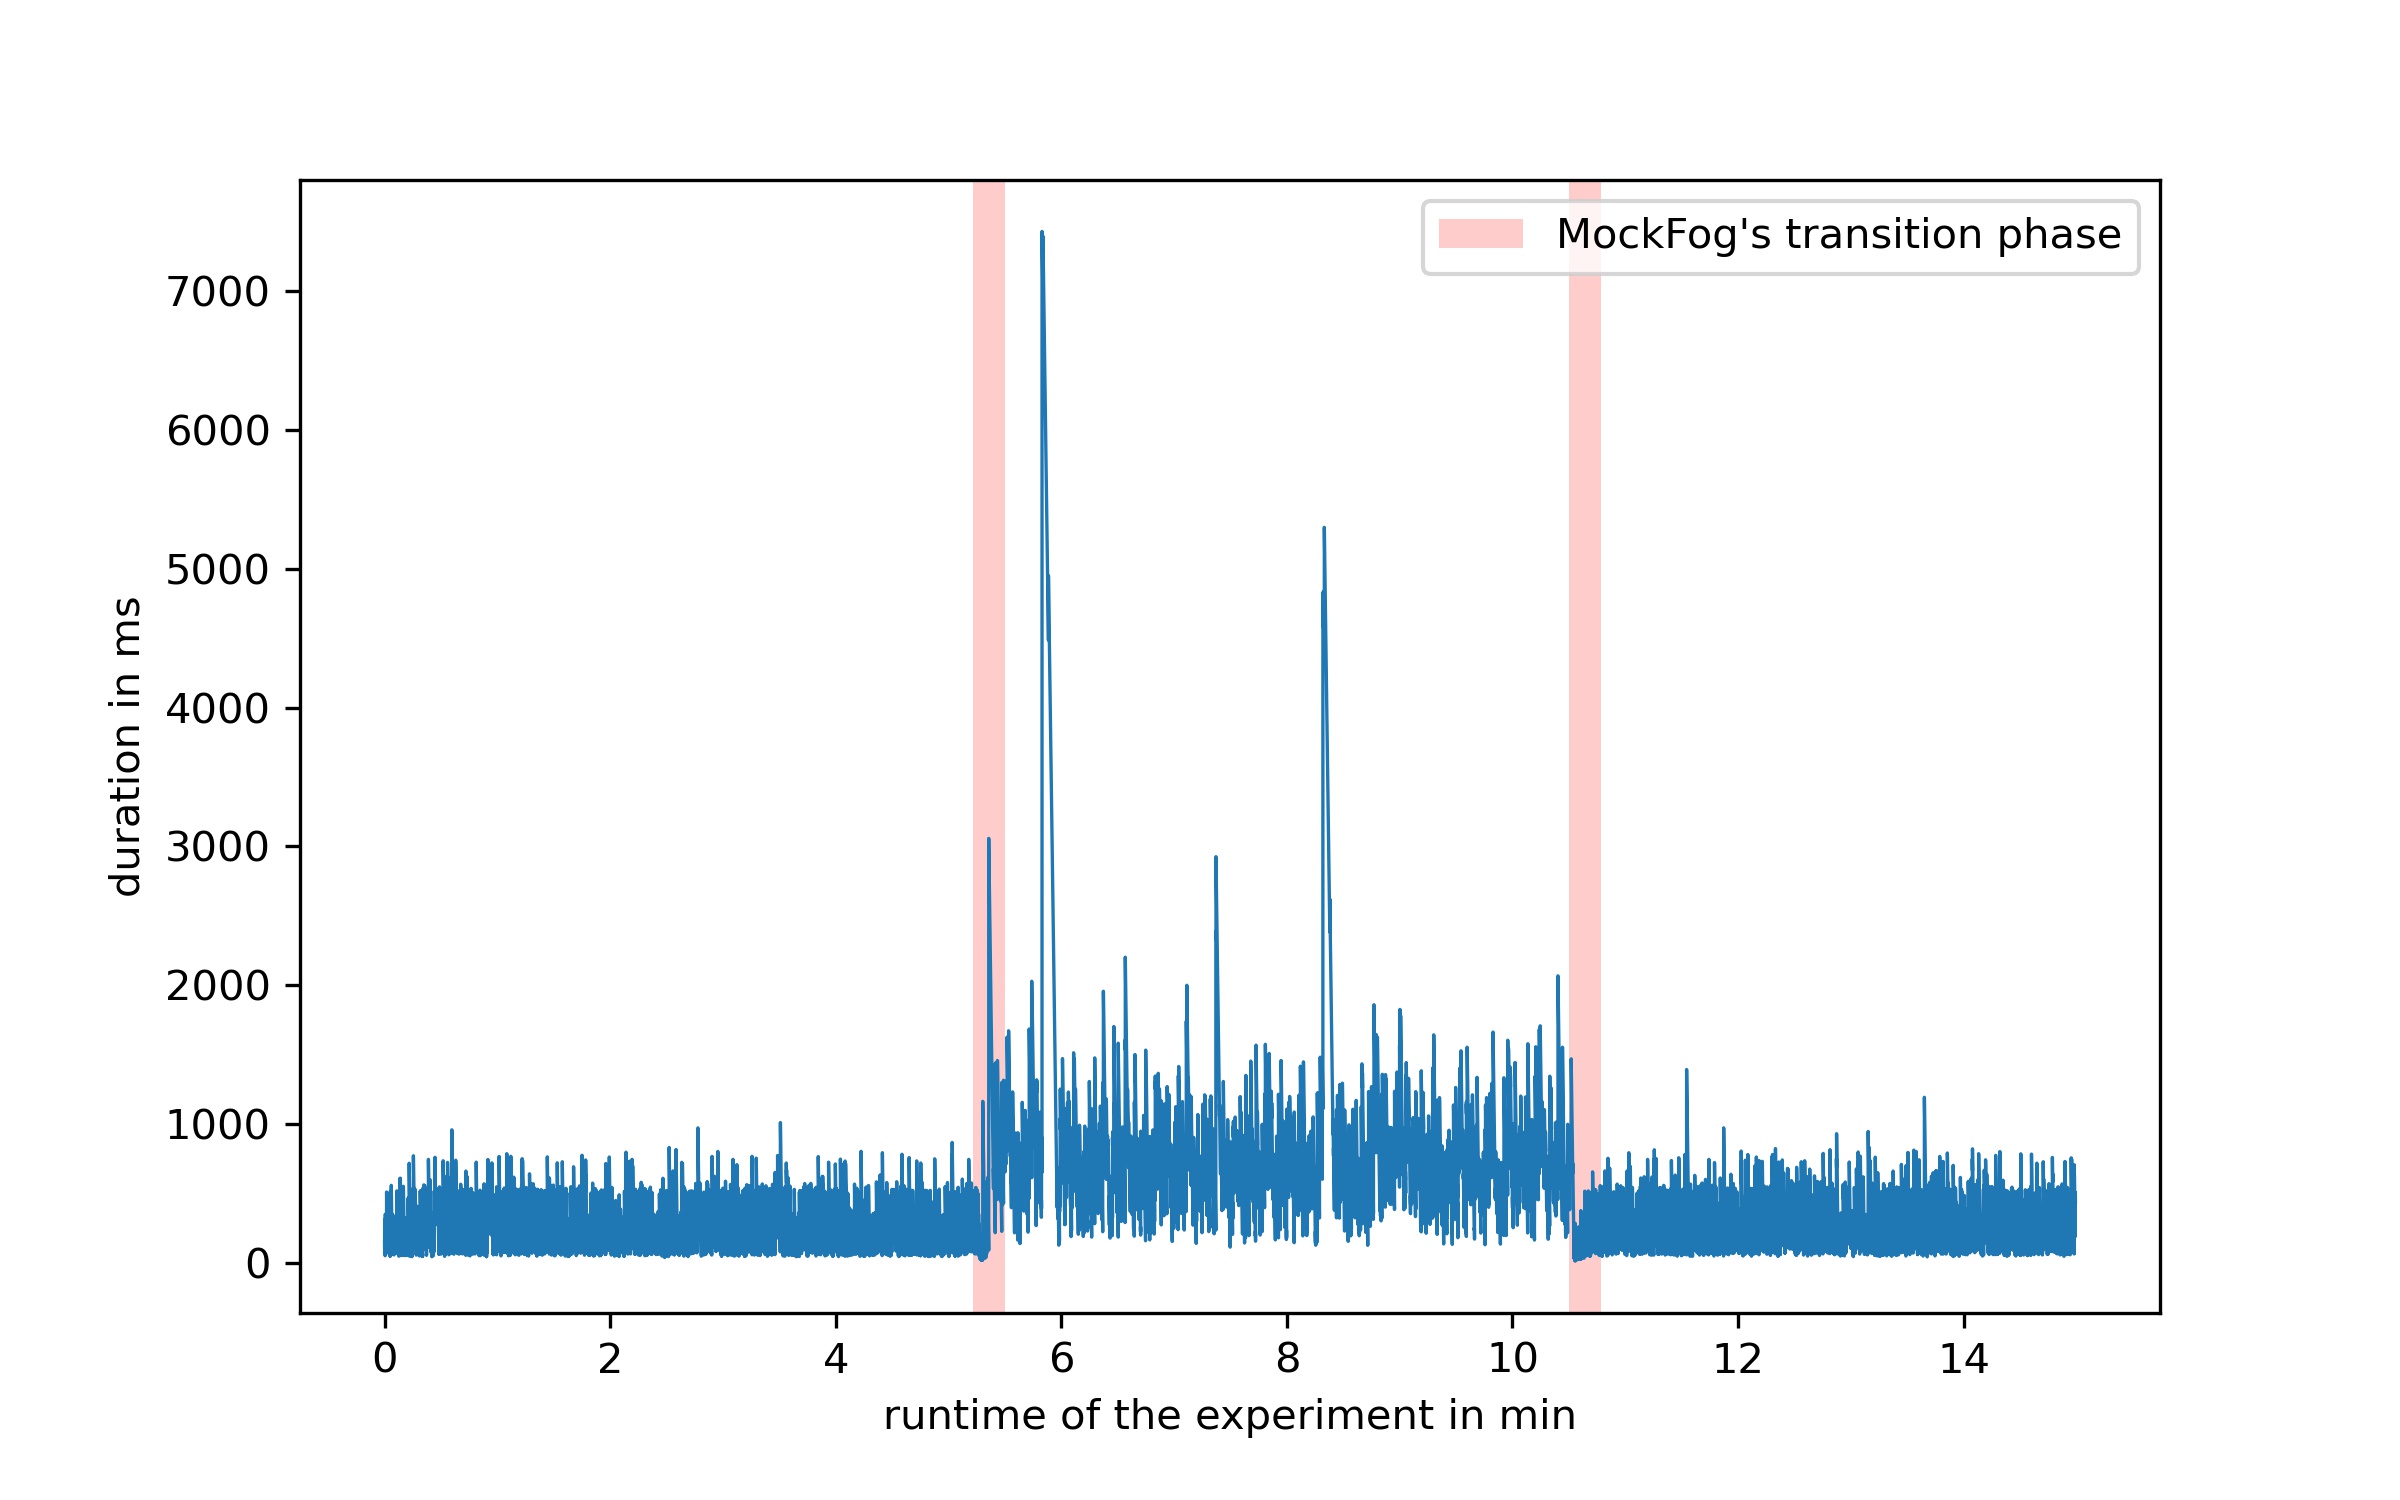 MockFog's transition phase
7000
6000
5000
4000
3000
2000
1000
0
duration in ms
0 2 4 6 8 10 12 14
runtime of the experiment in min